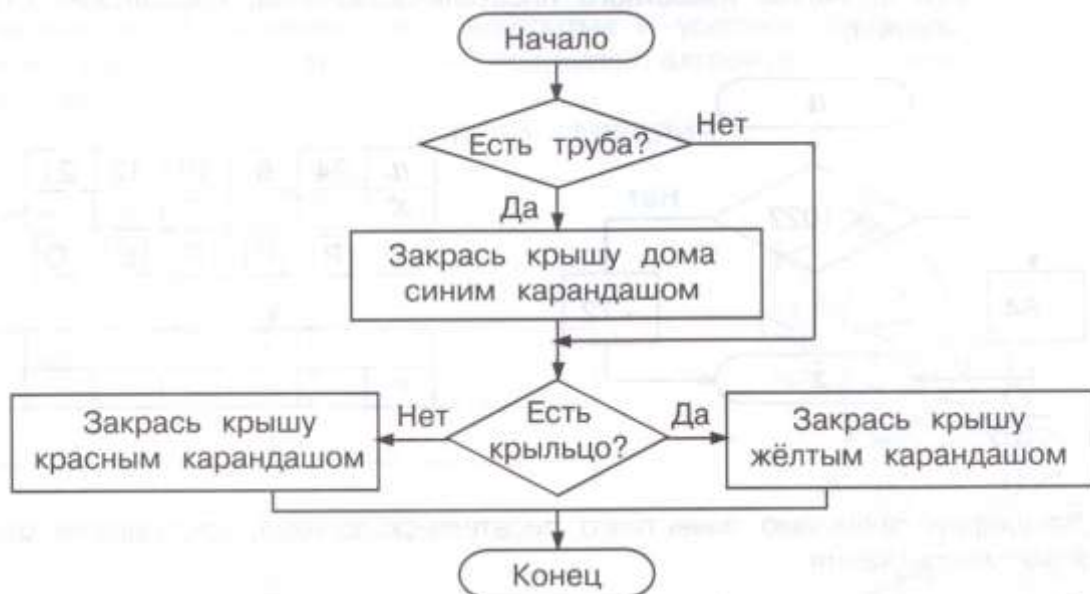 Начало
Есть труба?
Нет
Да
Закрась крышу дома
синим карандашом
Нет
Есть
крыльцо?
Да
Закрась крышу
красным карандашом
Закрась крышу
жёлтым карандашом
Конец